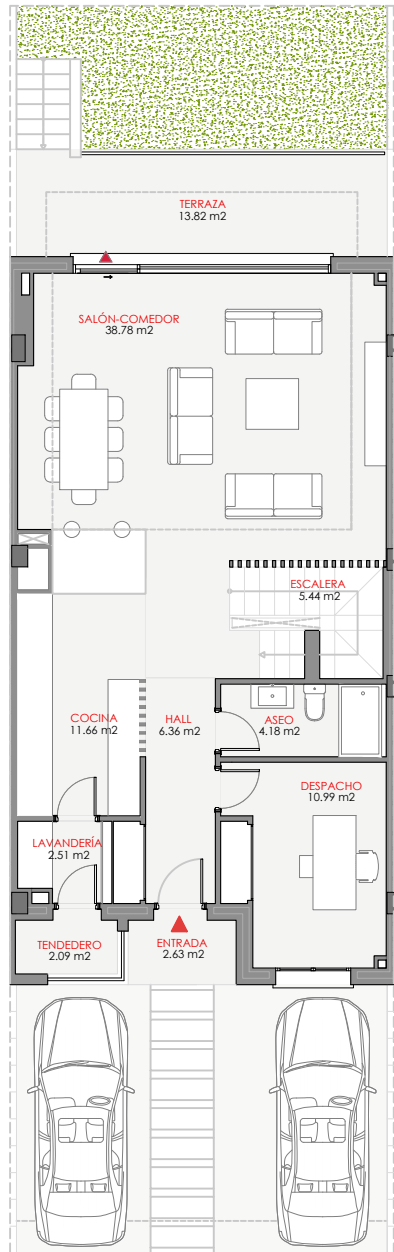 TERRAZA
13.82 m2
SALÓN-COMEDOR
38.78 m2
ESCALERA
5.44 m2
COCINA
11.66 m2
HALL
6.36 m2
ASEO
4.18 m2
DESPACHO
10.99 m2
LAVANDERÍA
2.51 m2
TENDEDERO
2.09 m2
ENTRADA
2.63 m2